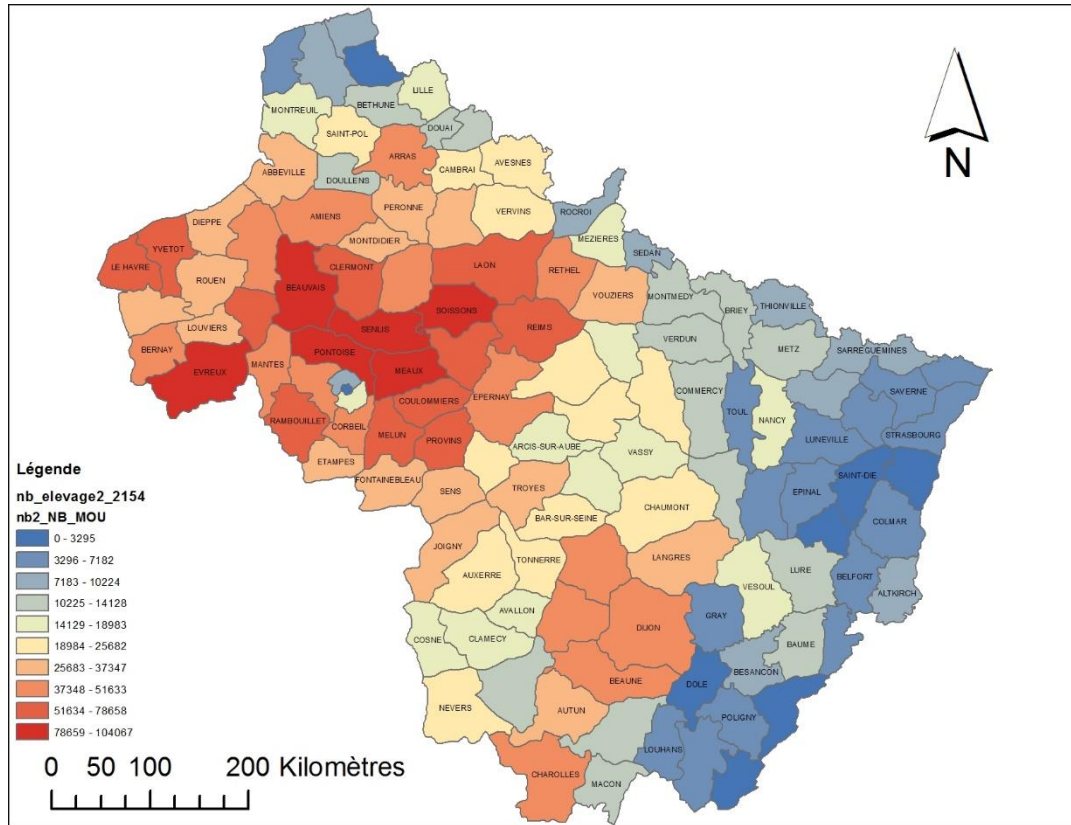 LILLE
BETHUNE
MONTREUIL
DOUAI
SAINT-POL
ARRAS
AVESNES
CAMBRAI
ABBEVILLE
DOULLENS
PERONNE
VERVINS
ROCROI
DIEPPE
AMIENS
MEZIERES
MONTDIDIER
SEDAN
YVETOT
CLERMONT
LAON
RETHEL
LE HAVRE
ROUEN
BEAUVAIS
VOUZIERS
MONTMEDY
BRIEY
THIONVILLE
SOISSONS
LOUVIERS
SENLIS
REIMS
VERDUN
METZ
SARREGUEMINES
BERNAY
PONTOISE
EVREUX
MANTES
MEAUX
COMMERCY
SAVERNE
COULOMMIERS
EPERNAY
TOUL
NANCY
RAMBOUILLET
CORBEIL
MELUN
PROVINS
LUNEVILLE
STRASBOURG
ARCIS-SUR-AUBE
VASSY
ETAMPES
FONTAINEBLEAU
SENS
TROYES
SAINT-DIE
EPINAL
CHAUMONT
BAR-SUR-SEINE
COLMAR
JOIGNY
TONNERRE
LANGRES
AUXERRE
LURE
BELFORT
VESOUL
ALTKIRCH
AVALLON
GRAY
COSNE
CLAMECY
DIJON
BAUME
BESANCON
BEAUNE
DOLE
NEVERS
AUTUN
POLIGNY
LOUHANS
CHAROLLES
MACON
N
Légende
nb_elevage2_2154
nb2_NB_MOU
0 - 3295
3296 - 7182
7183 - 10224
10225 - 14128
14129 - 18983
18984 - 25682
25683 - 37347
37348 - 51633
51634 - 78658
78659 - 104067
0 50 100 200 Kilomètres